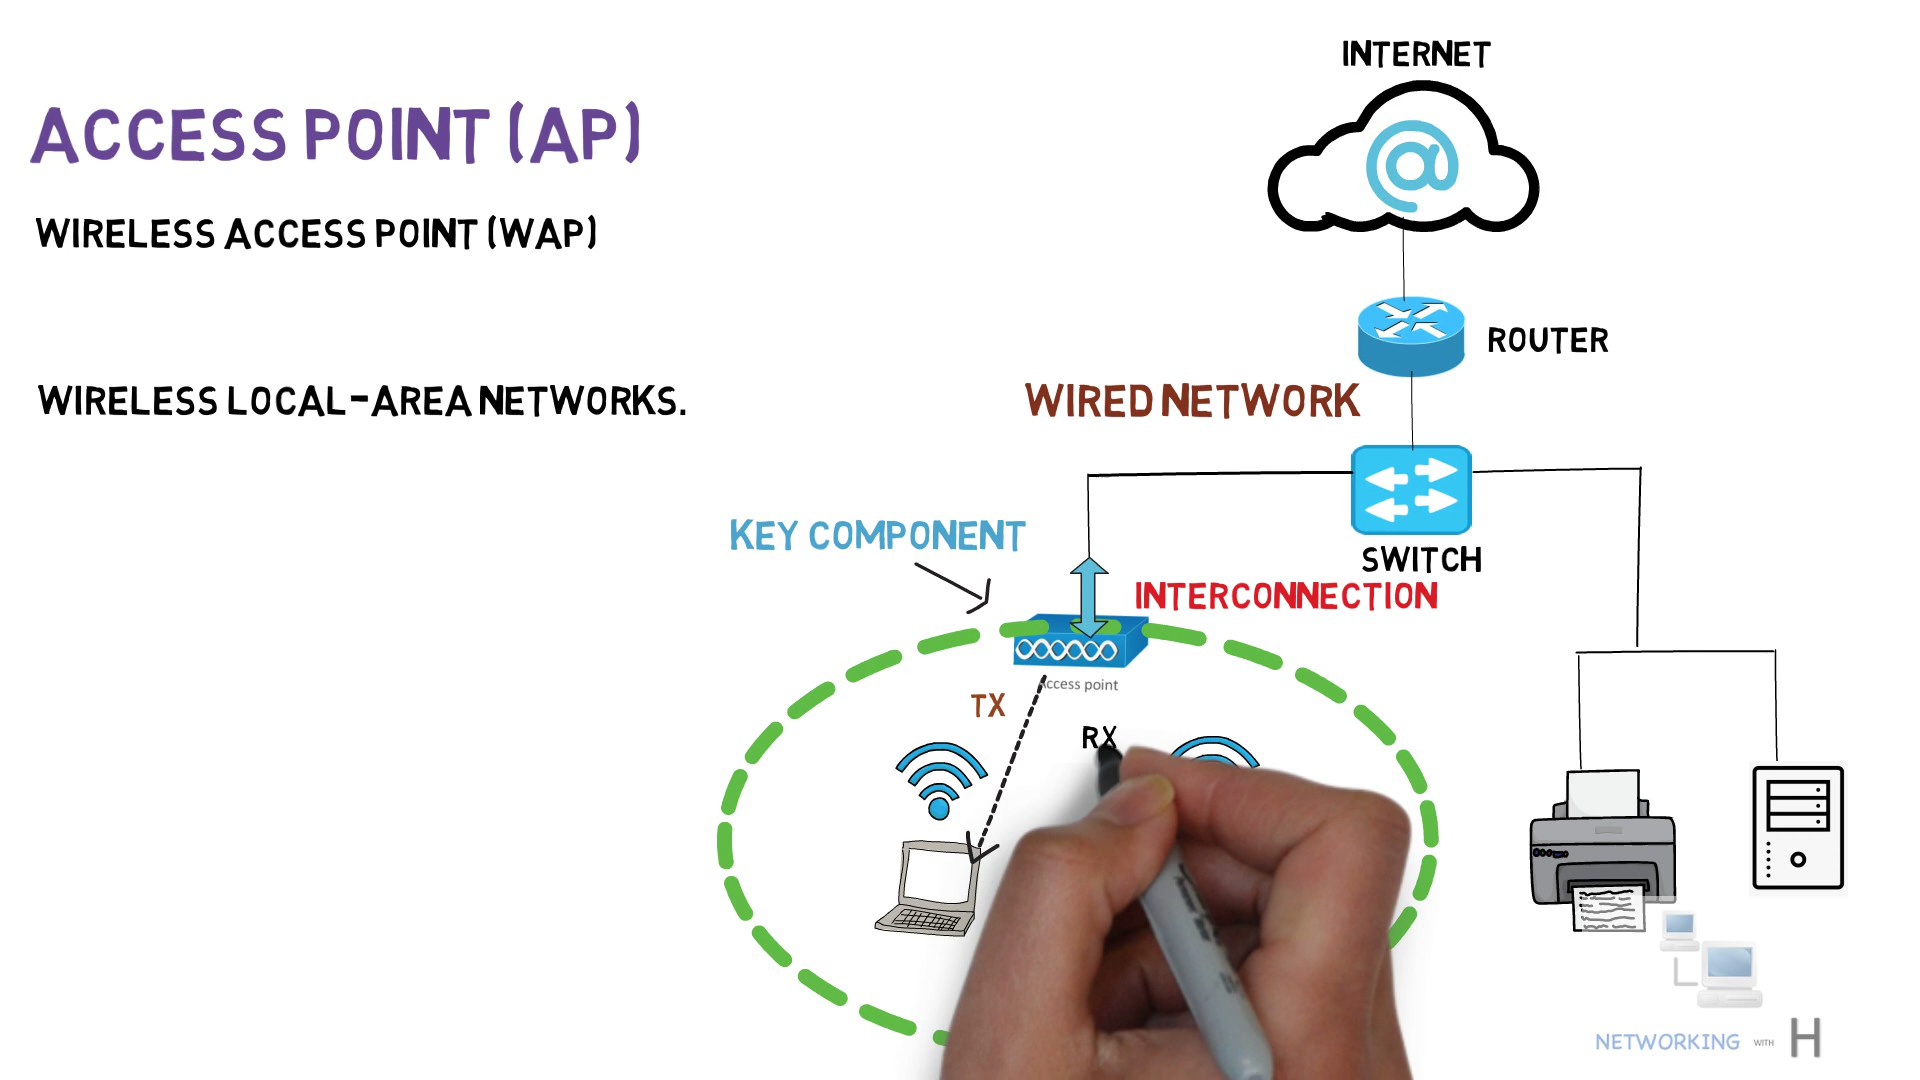 INTERNET
ACCESS POINT (AP)
WIRELESS ACCESS POINT (WAP)
ROUTER
WIRELESS LOCAL-AREA NETWORKS.
WIRED NETWORK
KEY COMPONENT
SWITCH
INTERCONNECTION
Access point
TX
RX
NETWORKING WITH H